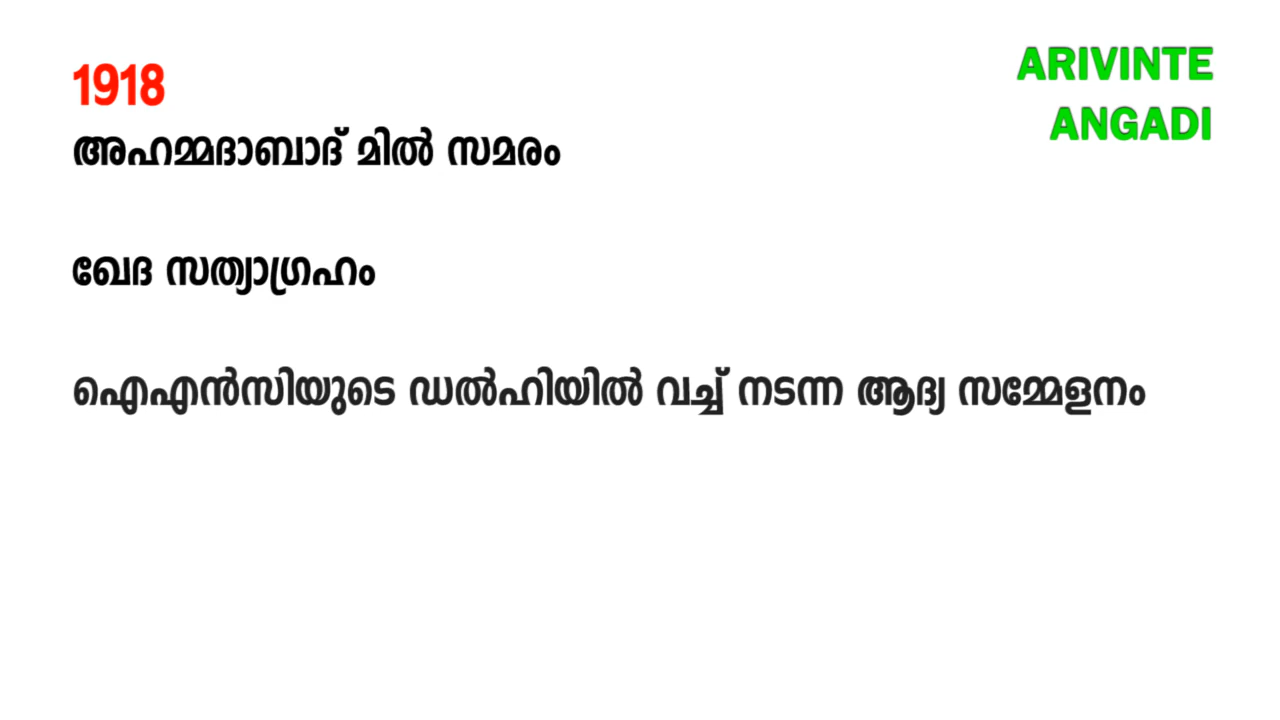 1918
അഹമ്മദാബാദ് മിൽ സമരം
ഖേദ സത്യാഗ്രഹം
ഐഎൻസിയുടെ ഡൽഹിയിൽ വച്ച് നടന്ന ആദ്യ സമ്മേളനം
ARIVINTE
ANGADI